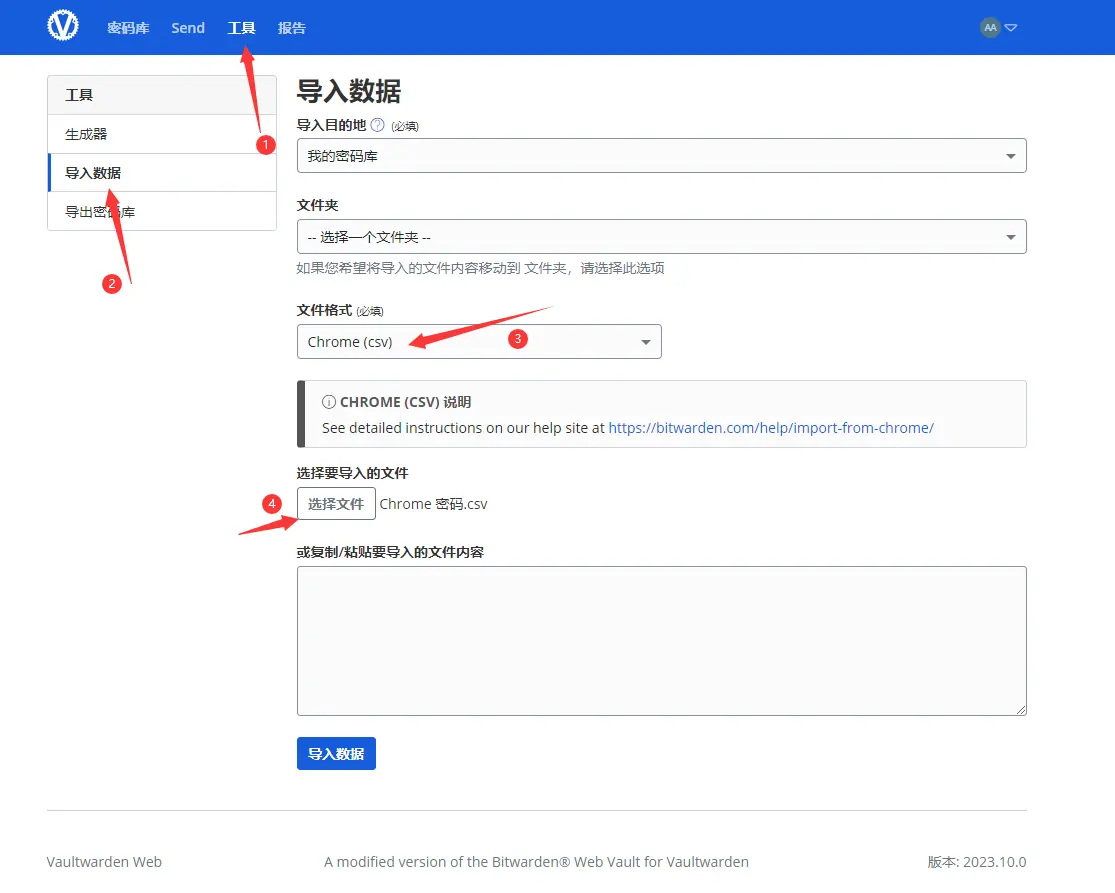 密码库 Send 工具 报告 AA
工具
生成器
导入数据
导出密码库
1
2
导入数据
导入目的地 ? (必填)
我的密码库
文件夹
-- 选择一个文件夹 --
如果您希望将导入的文件内容移动到 文件夹，请选择此选项
文件格式 (必填)
Chrome (csv)
3
CHROME (CSV) 说明
See detailed instructions on our help site at https://bitwarden.com/help/import-from-chrome/
选择要导入的文件
4
选择文件 Chrome 密码.csv
或复制/粘贴要导入的文件内容
导入数据
Vaultwarden Web A modified version of the Bitwarden® Web Vault for Vaultwarden 版本: 2023.10.0